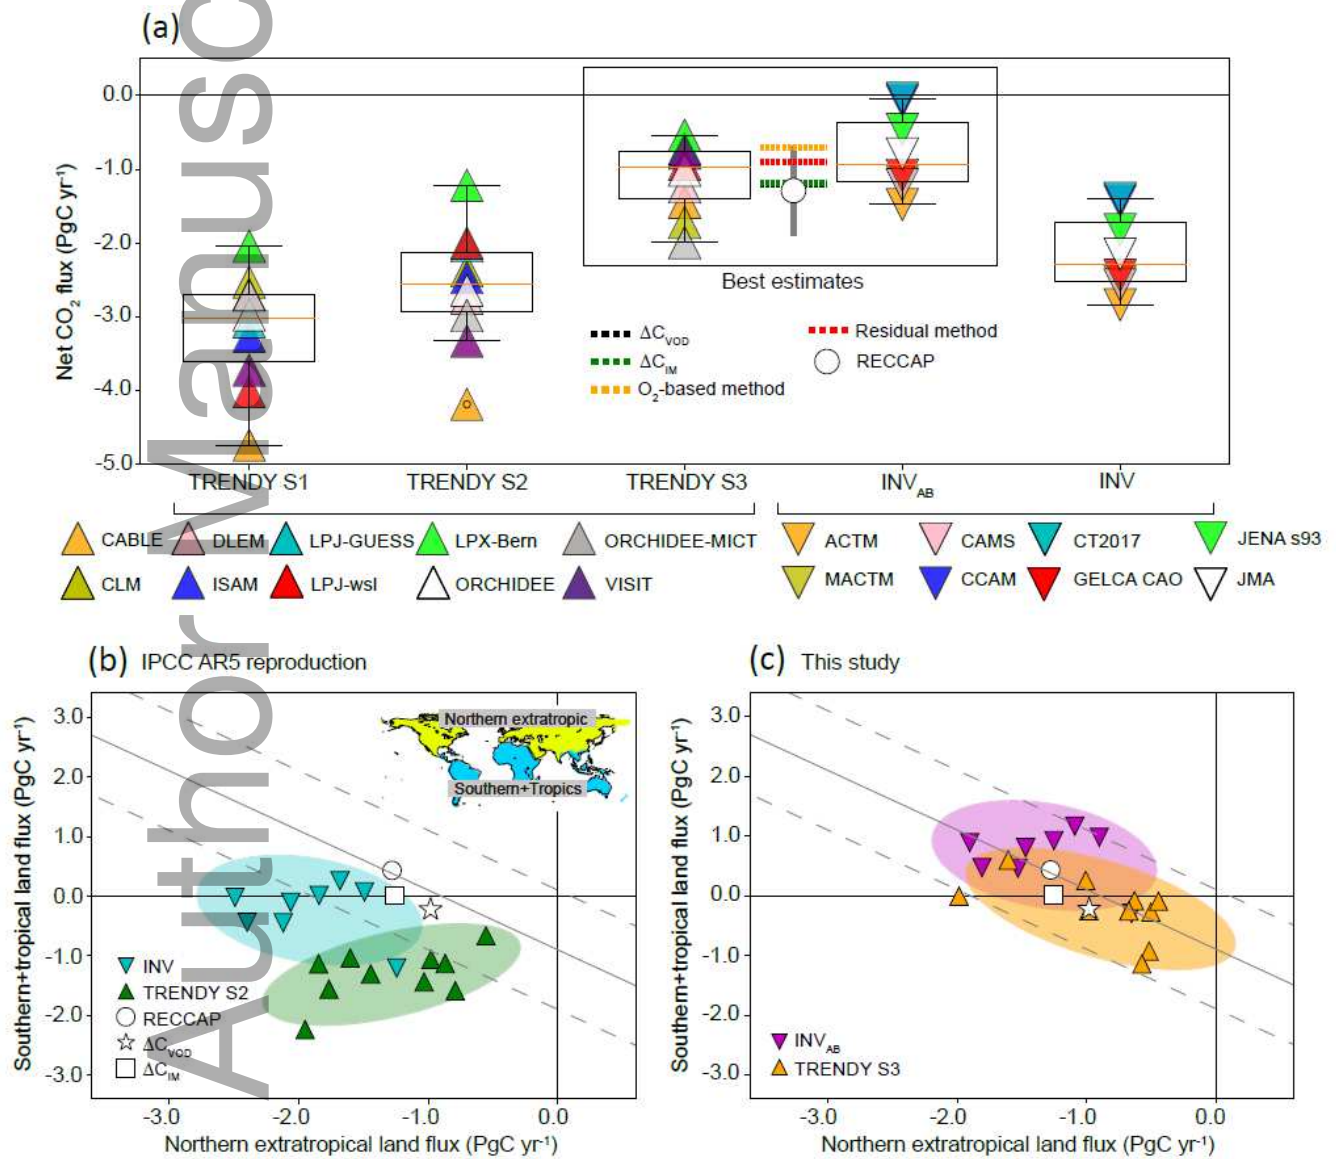 (a)
Net CO2 flux (PgC yr-1)
0.0
-1.0
-2.0
-3.0
-4.0
-5.0
Best estimates
ΔCVOD
ΔCIM
O2-based method
Residual method
RECCAP
TRENDY S1 TRENDY S2 TRENDY S3 INVAB INV
CABLE DLEM LPJ-GUESS LPX-Bern ORCHIDEE-MICT ACTM CAMS CT2017 JENA s93
CLM ISAM LPJ-wsl ORCHIDEE VISIT MACTM CCAM GELCA CAO JMA
Author Manusc
(b) IPCC AR5 reproduction
Southern+tropical land flux (PgC yr-1)
3.0
2.0
1.0
0.0
-1.0
-2.0
-3.0
Northern extratropic
Southern+Tropics
INV
TRENDY S2
RECCAP
ΔCVOD
ΔCIM
-3.0 -2.0 -1.0 0.0
Northern extratropical land flux (PgC yr-1)
(c) This study
Southern+tropical land flux (PgC yr-1)
3.0
2.0
1.0
0.0
-1.0
-2.0
-3.0
INVAB
TRENDY S3
-3.0 -2.0 -1.0 0.0
Northern extratropical land flux (PgC yr-1)